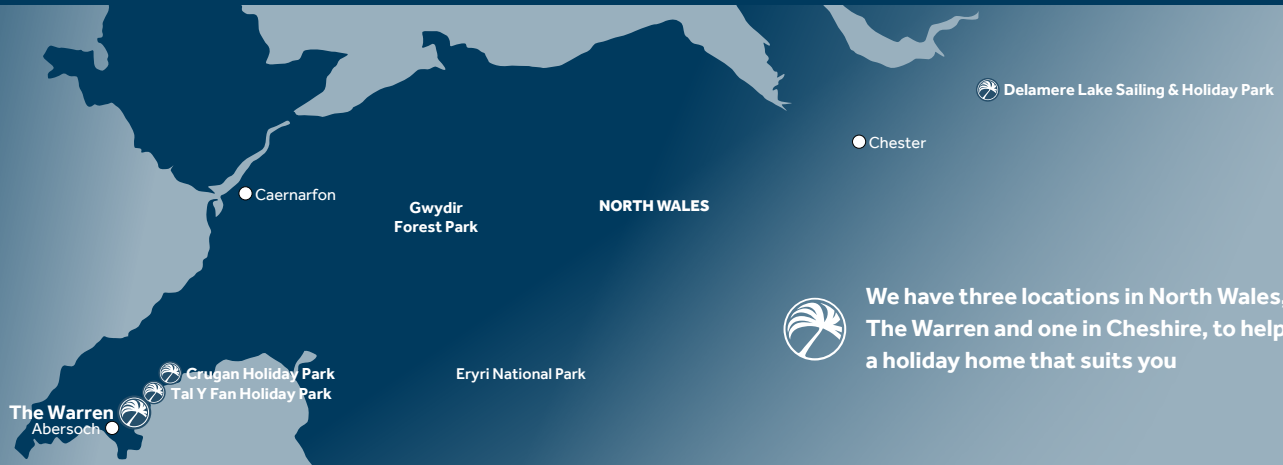 Delamere Lake Sailing & Holiday Park
Chester
Caernarfon
Gwydir
Forest Park
NORTH WALES
We have three locations in North Wales,
The Warren and one in Cheshire, to help
a holiday home that suits you
Crugan Holiday Park
Eryri National Park
Tal Y Fan Holiday Park
The Warren
Abersoch